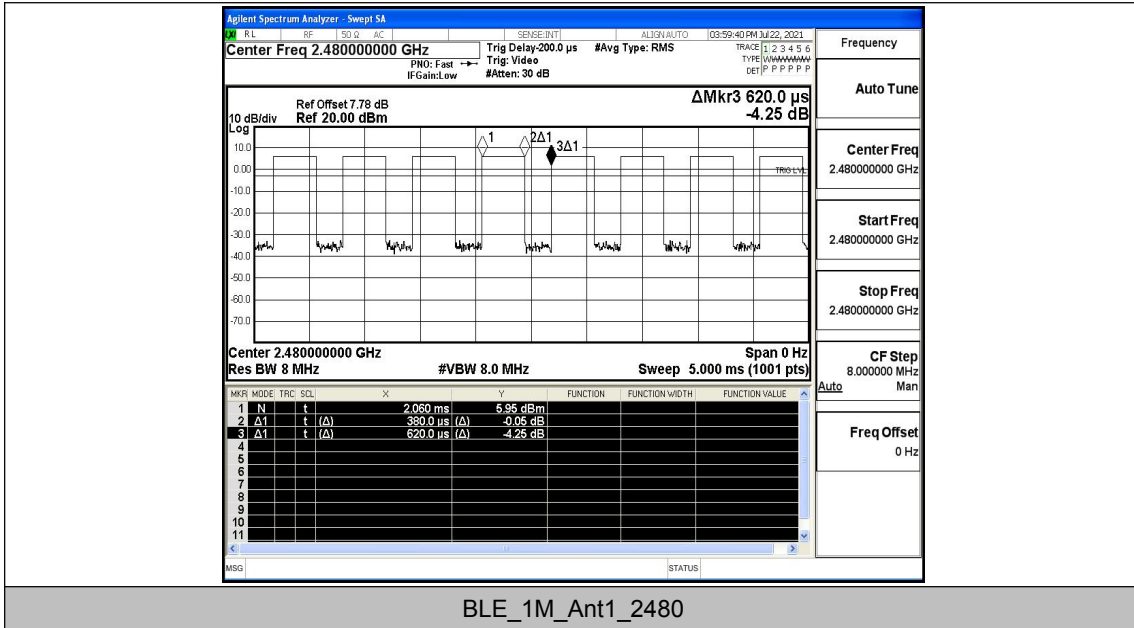 Agilent Spectrum Analyzer - Swept SA
RL RF 50 Ω AC SENSE:INT ALIGN AUTO 03:59:40 PM Jul 22, 2021
Center Freq 2.480000000 GHz
PNO: Fast
IFGain:Low
Trig Delay-200.0 µs
Trig: Video
#Atten: 30 dB
#Avg Type: RMS
TRACE 1 2 3 4 5 6
TYPE
DET P P P P P P
Frequency
Auto Tune
Center Freq
2.480000000 GHz
Start Freq
2.480000000 GHz
Stop Freq
2.480000000 GHz
CF Step
8.000000 MHz
Auto Man
Freq Offset
0 Hz
ΔMkr3 620.0 µs
-4.25 dB
Ref Offset 7.78 dB
10 dB/div Ref 20.00 dBm
Log
1 2Δ1 3Δ1
10.0
0.00
TRIG LVL
-10.0
-20.0
-30.0
-40.0
-50.0
-60.0
-70.0
Center 2.480000000 GHz Span 0 Hz
Res BW 8 MHz #VBW 8.0 MHz Sweep 5.000 ms (1001 pts)
MKR MODE TRC SCL X Y FUNCTION FUNCTION WIDTH FUNCTION VALUE
1 N t 2.060 ms 5.95 dBm
2 Δ1 t (Δ) 380.0 µs (Δ) -0.05 dB
3 Δ1 t (Δ) 620.0 µs (Δ) -4.25 dB
4
5
6
7
8
9
10
11
MSG STATUS
BLE_1M_Ant1_2480